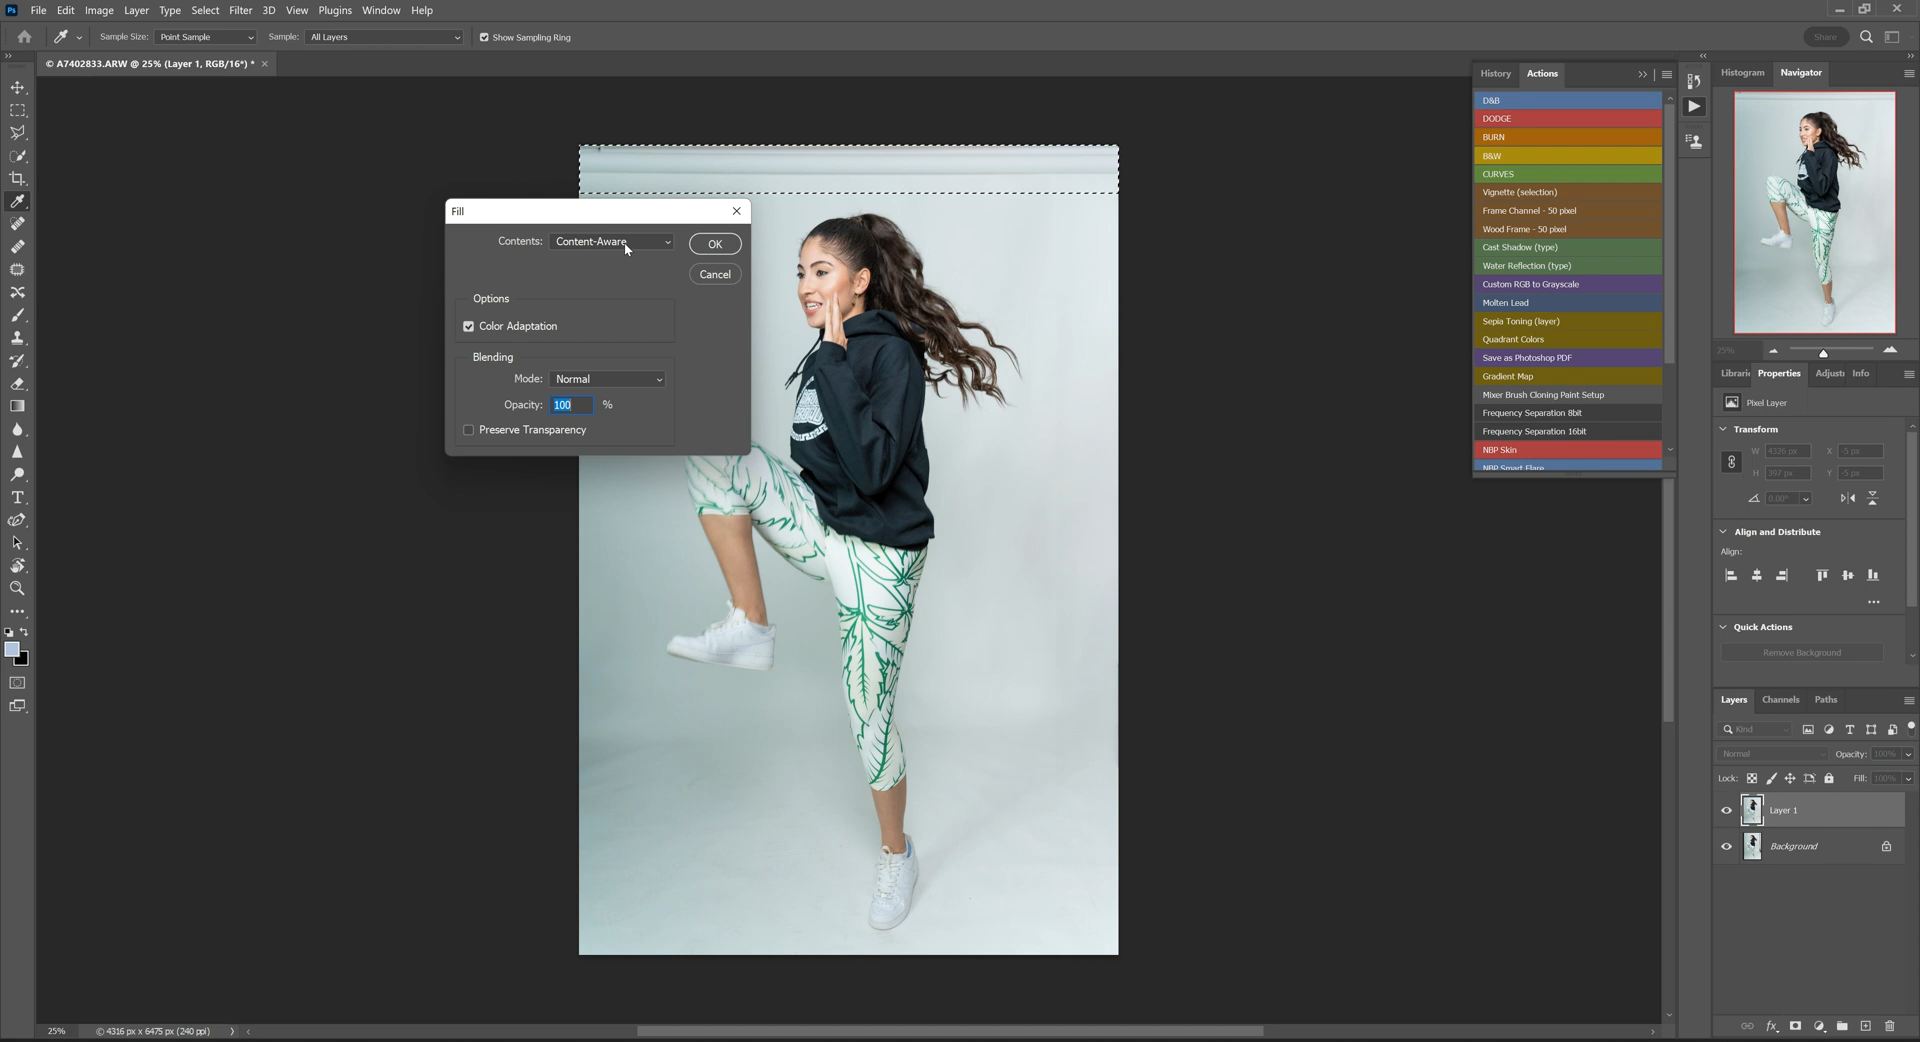 Ps File Edit Image Layer Type Select Filter 3D View Plugins Window Help
Sample Size: Point Sample Sample: All Layers Show Sampling Ring Share
© A7402833.ARW @ 25% (Layer 1, RGB/16*) *
Fill
Contents: Content-Aware OK
Cancel
Options
Color Adaptation
Blending
Mode: Normal
Opacity: 100 %
Preserve Transparency
History Actions
D&B
DODGE
BURN
B&W
CURVES
Vignette (selection)
Frame Channel - 50 pixel
Wood Frame - 50 pixel
Cast Shadow (type)
Water Reflection (type)
Custom RGB to Grayscale
Molten Lead
Sepia Toning (layer)
Quadrant Colors
Save as Photoshop PDF
Gradient Map
Mixer Brush Cloning Paint Setup
Frequency Separation 8bit
Frequency Separation 16bit
NBP Skin
NBP Smart Flare
Histogram Navigator
25%
Librari Properties Adjustı Info
Pixel Layer
Transform
W 4326 px X -5 px
H 397 px Y -5 px
0.00°
Align and Distribute
Align:
Quick Actions
Remove Background
Layers Channels Paths
Kind
Normal Opacity: 100%
Lock: Fill: 100%
Layer 1
Background
fx
25% © 4316 px x 6475 px (240 ppi)